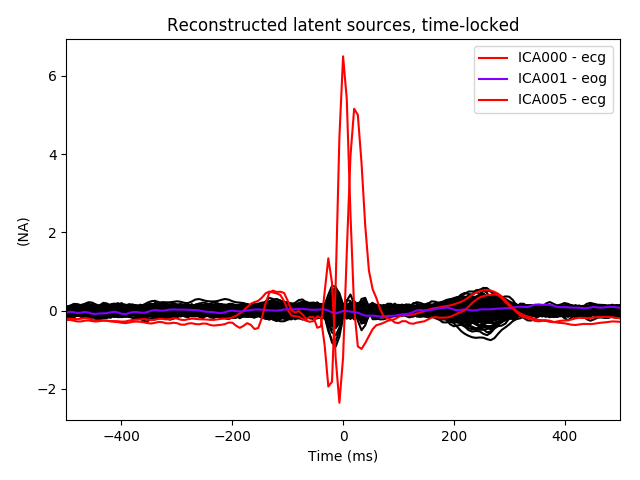 Reconstructed latent sources, time-locked
ICA000 - ecg
ICA001 - eog
ICA005 - ecg
6
4
2
0
−2
(NA)
−400
−200
0
200
400
Time (ms)